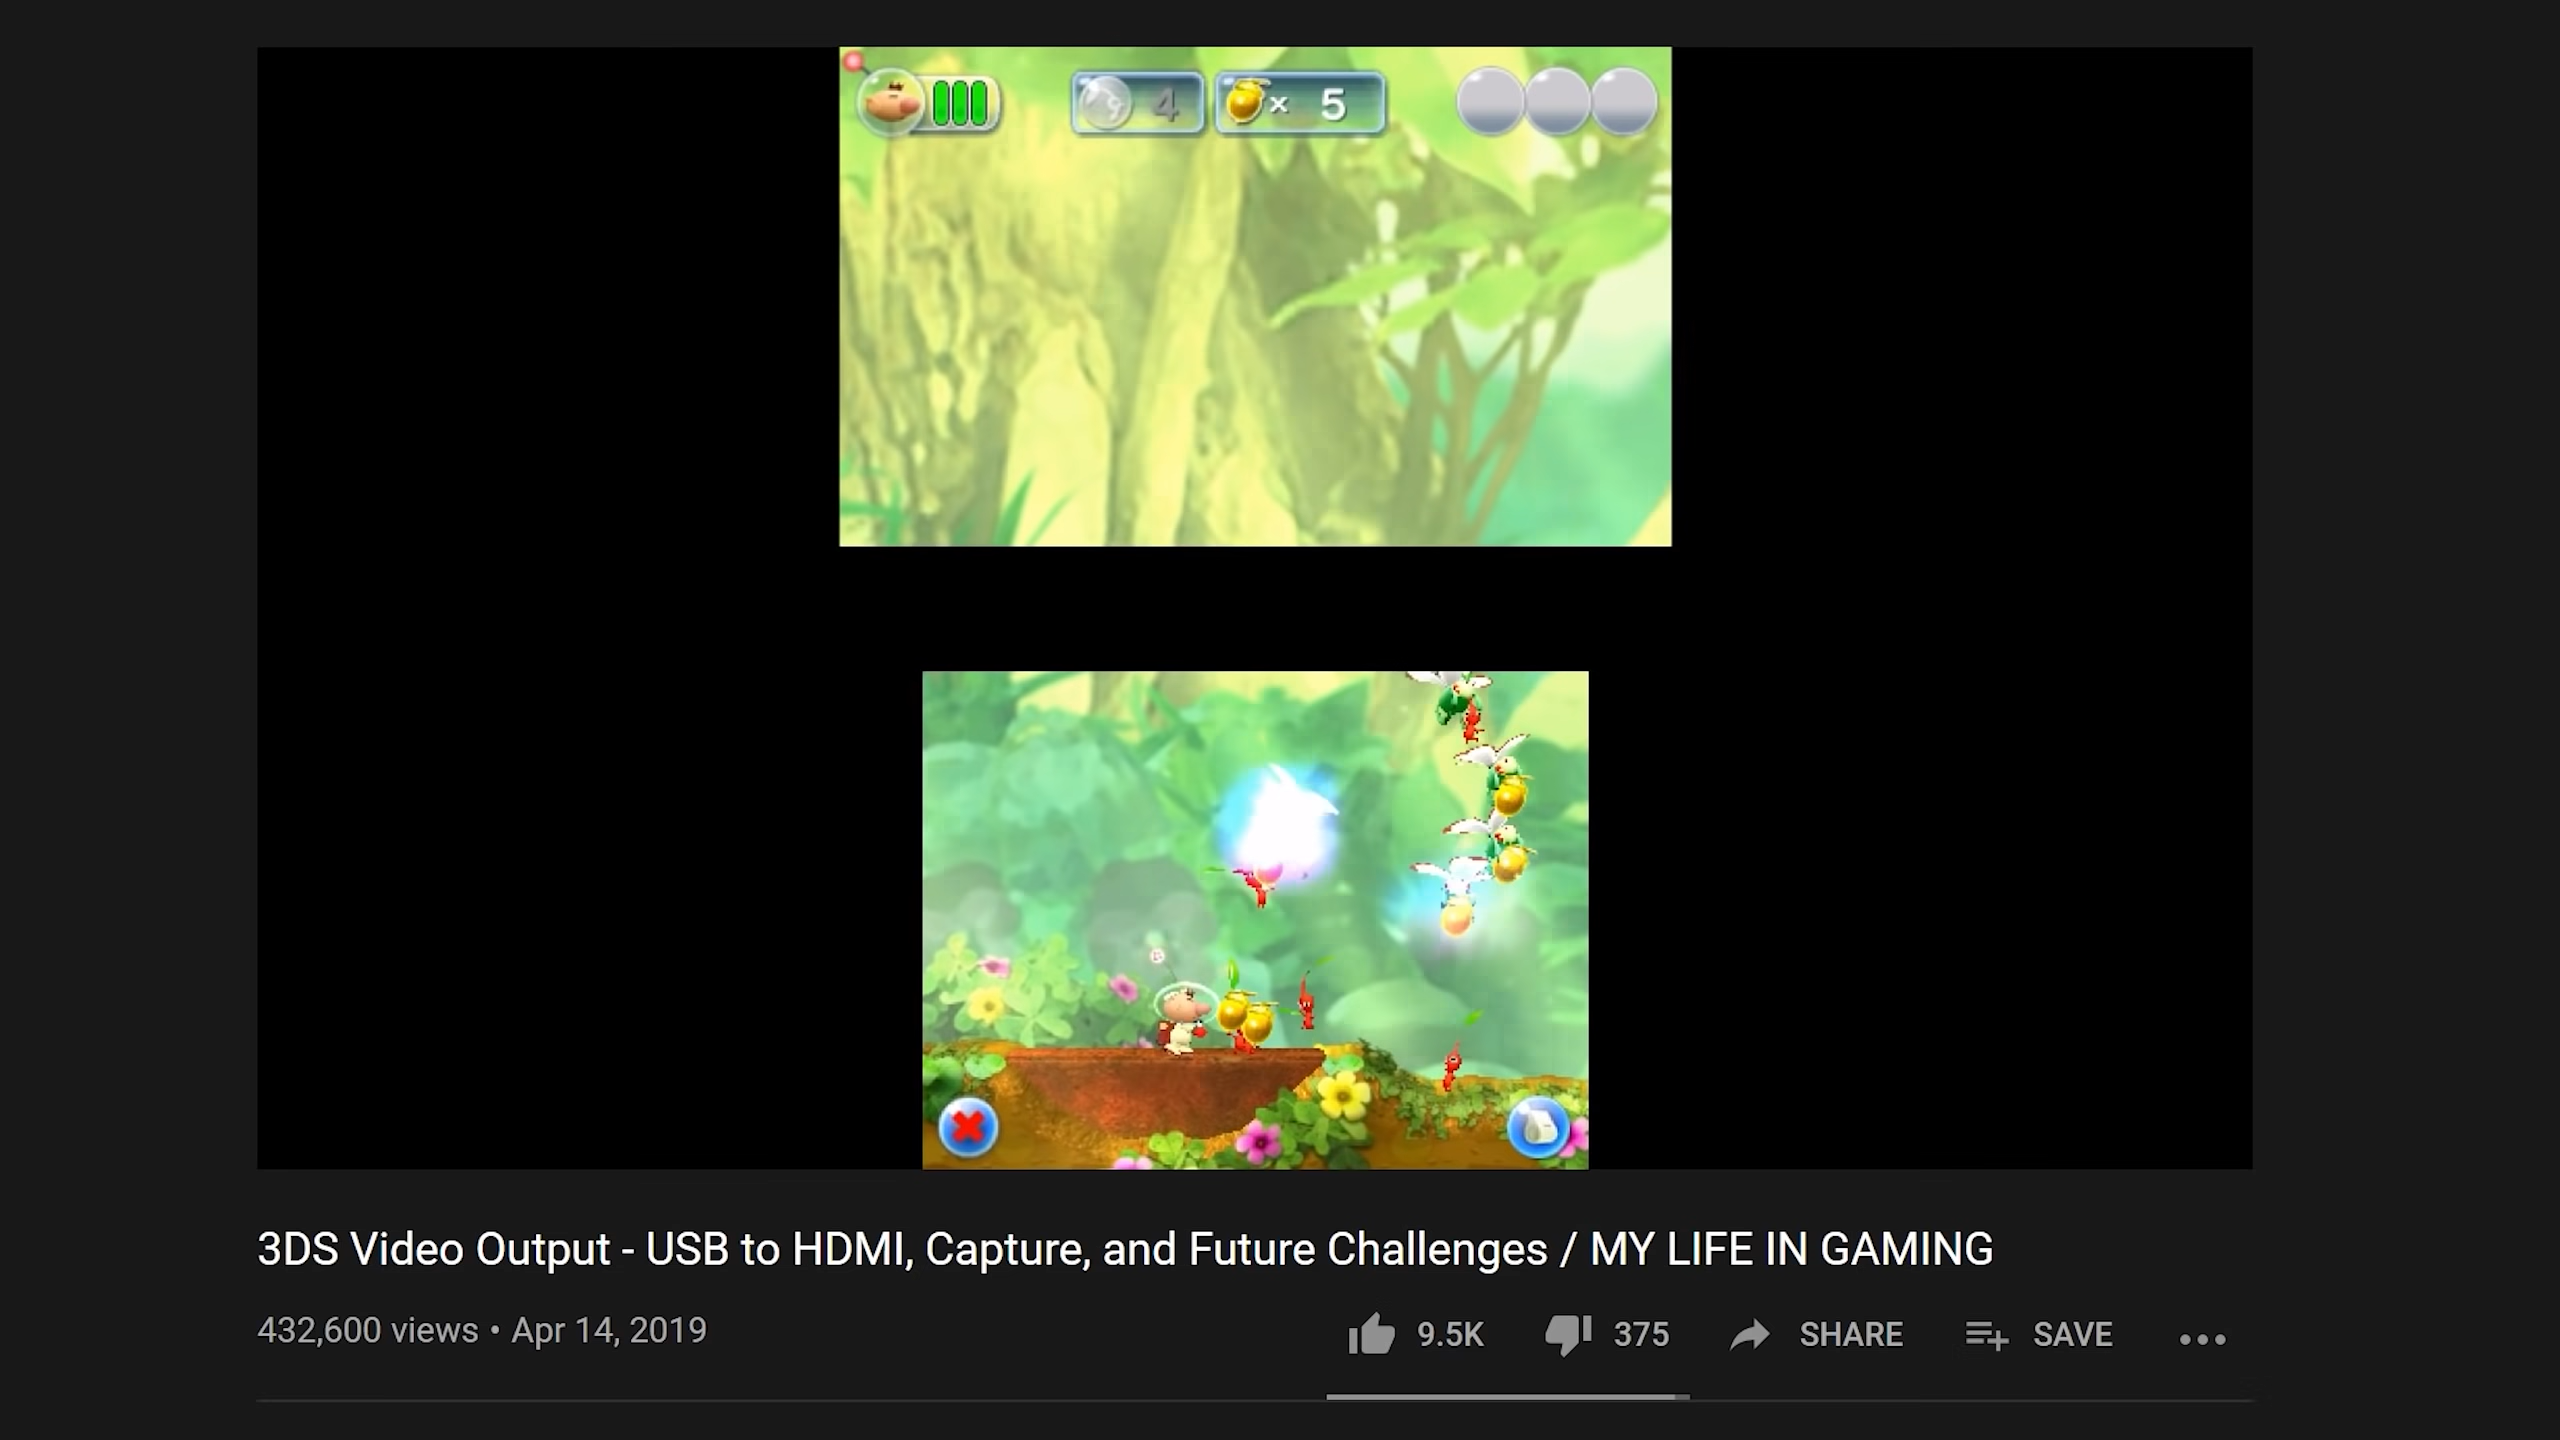 4 x 5
3DS Video Output - USB to HDMI, Capture, and Future Challenges / MY LIFE IN GAMING
432,600 views • Apr 14, 2019 9.5K 375 SHARE SAVE